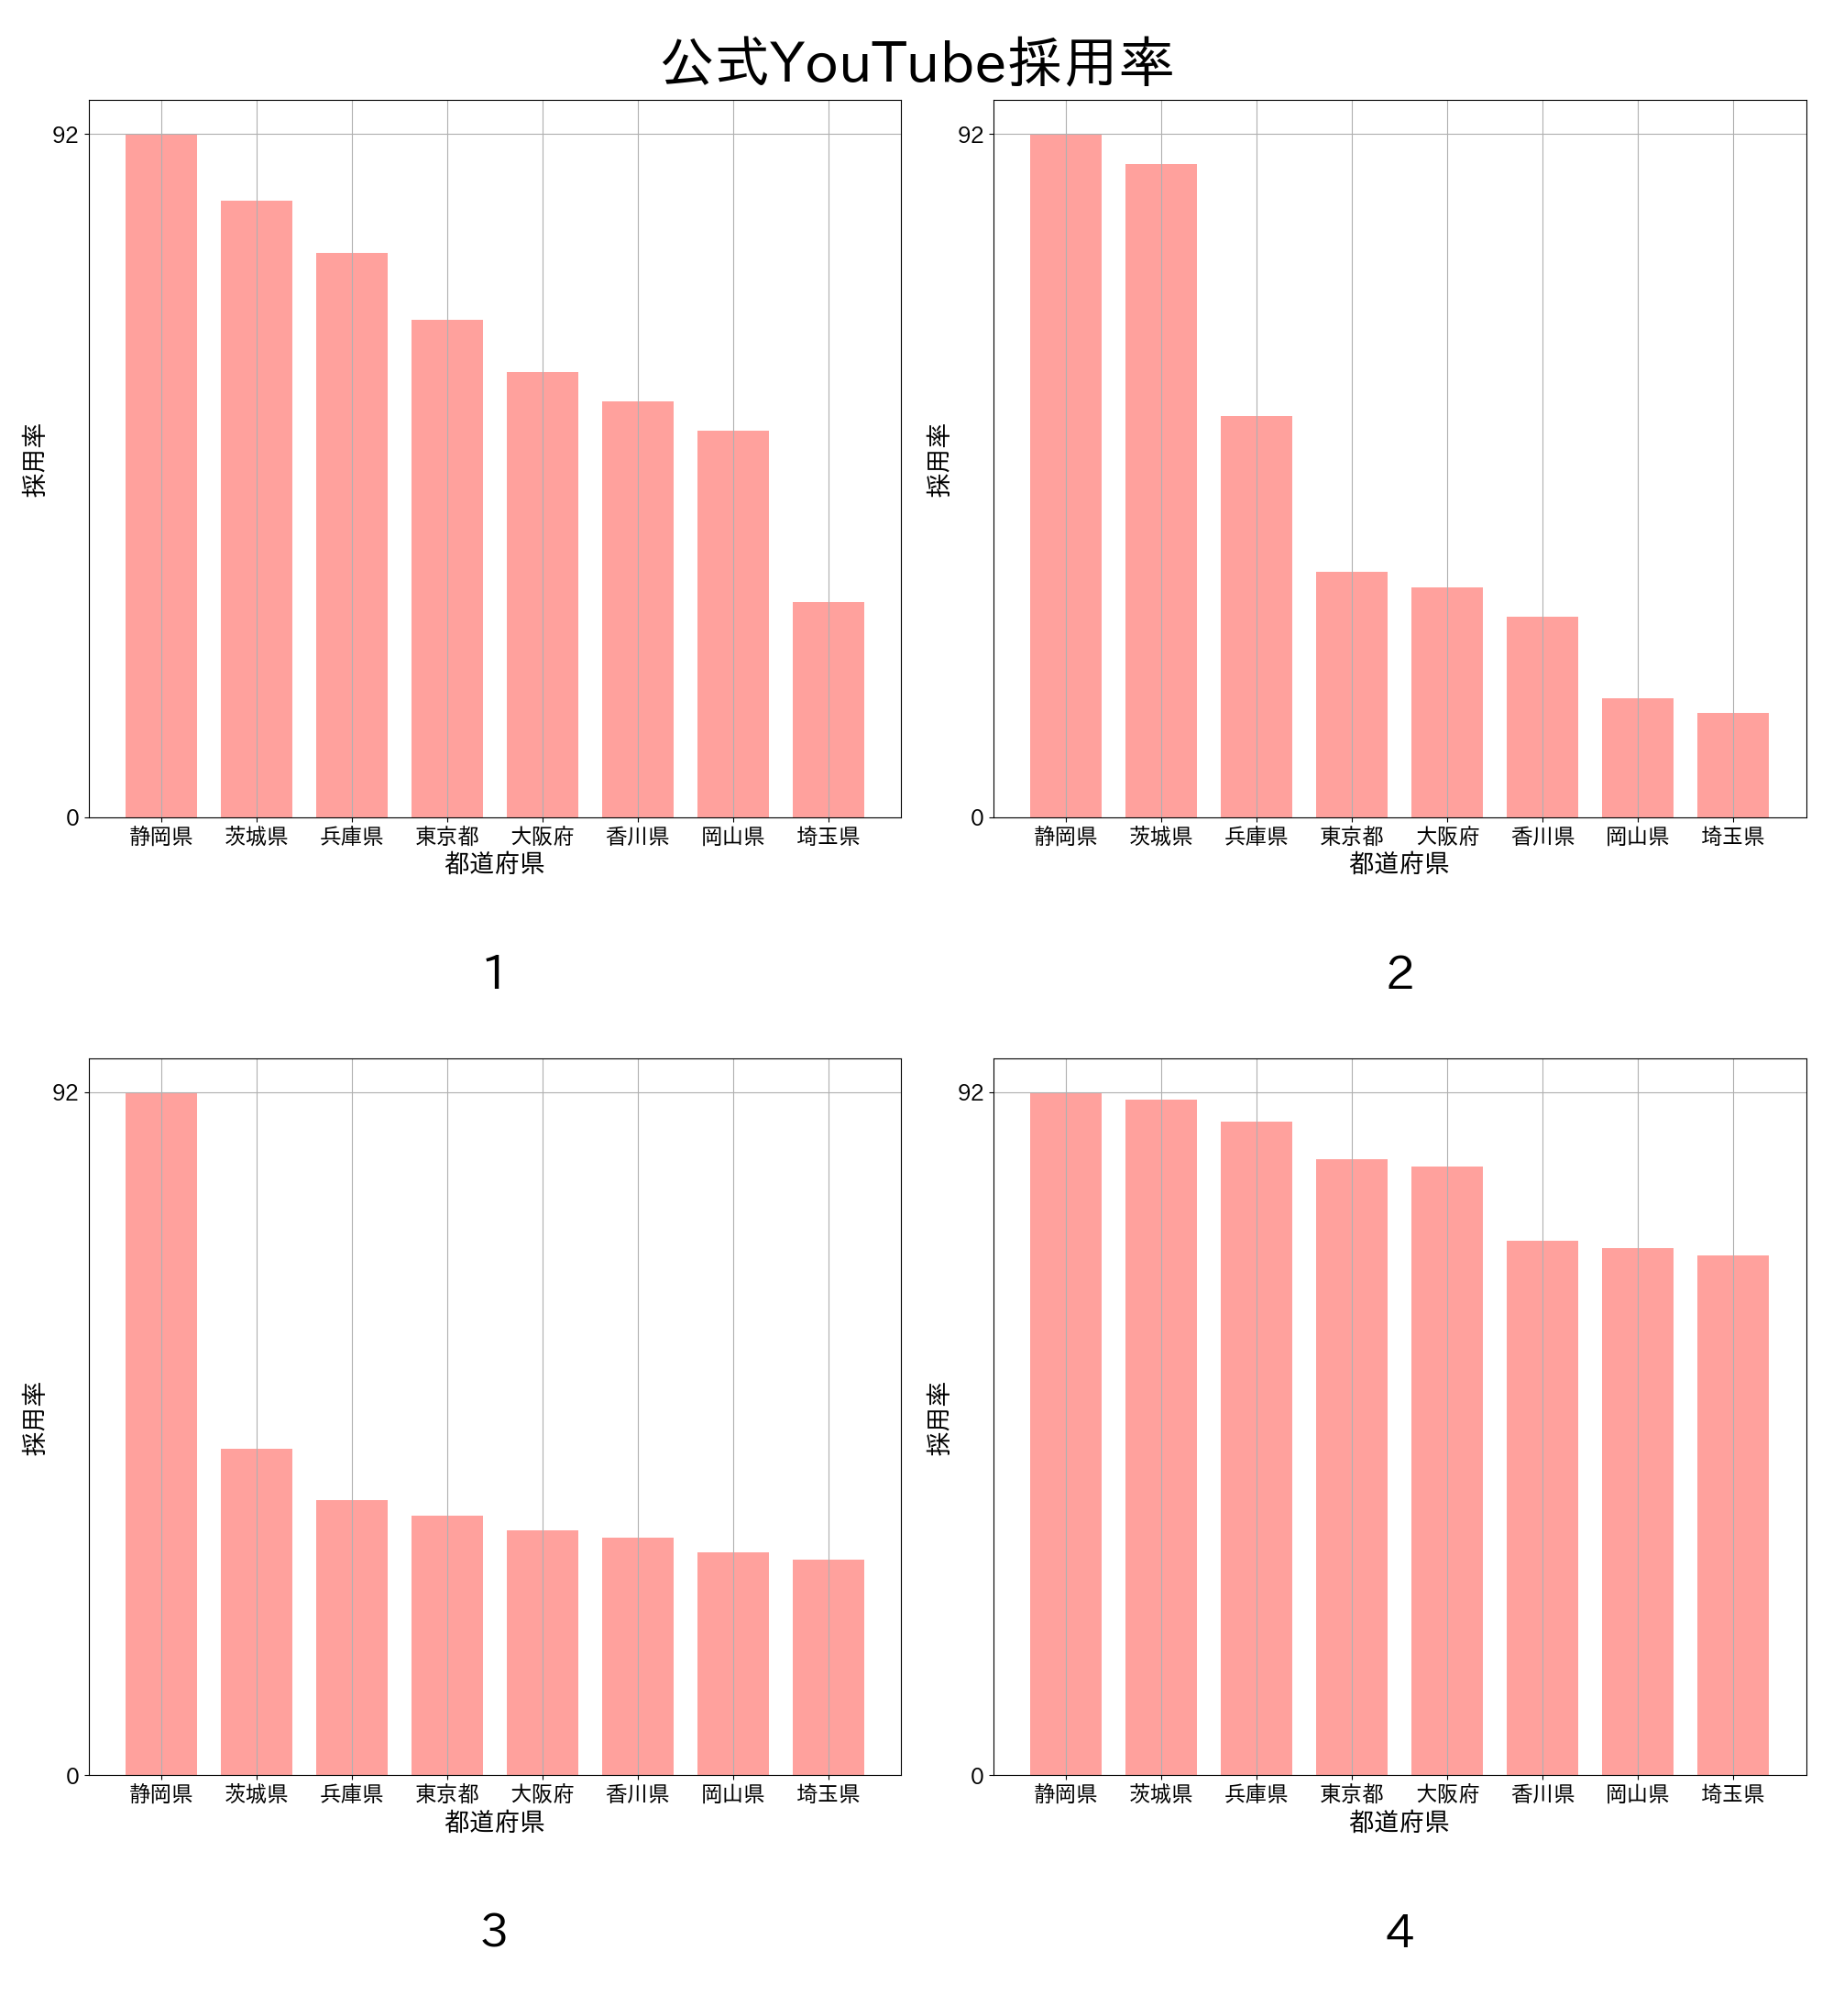 公式YouTube採用率
92
0
採用率
静岡県 茨城県 兵庫県 東京都 大阪府 香川県 岡山県 埼玉県
都道府県
1
92
0
採用率
静岡県 茨城県 兵庫県 東京都 大阪府 香川県 岡山県 埼玉県
都道府県
2
92
0
採用率
静岡県 茨城県 兵庫県 東京都 大阪府 香川県 岡山県 埼玉県
都道府県
3
92
0
採用率
静岡県 茨城県 兵庫県 東京都 大阪府 香川県 岡山県 埼玉県
都道府県
4